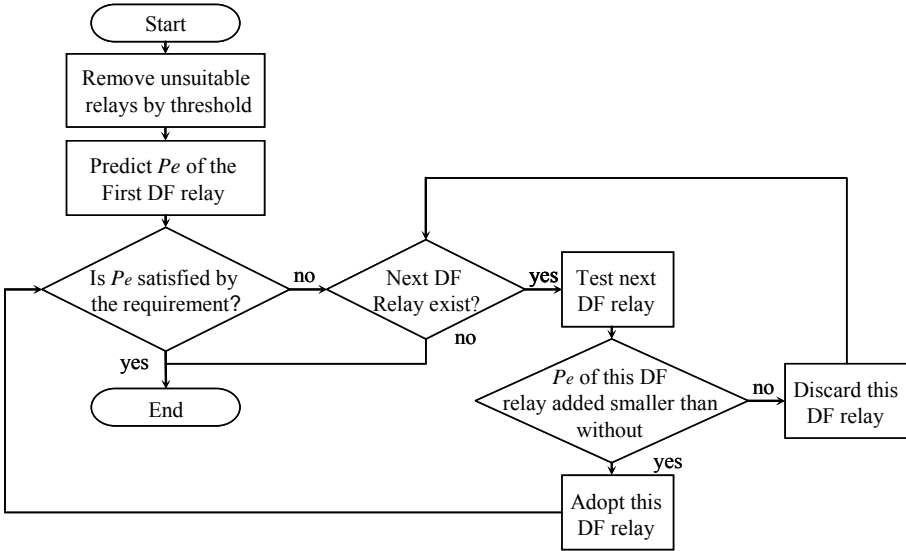 Start
Remove unsuitable
relays by threshold
Predict Pe of the
First DF relay
Is Pe satisfied by
the requirement?
no
Next DF
Relay exist?
yes
Test next
DF relay
no
yes
End
Pe of this DF
relay added smaller than
without
no
Discard this
DF relay
yes
Adopt this
DF relay